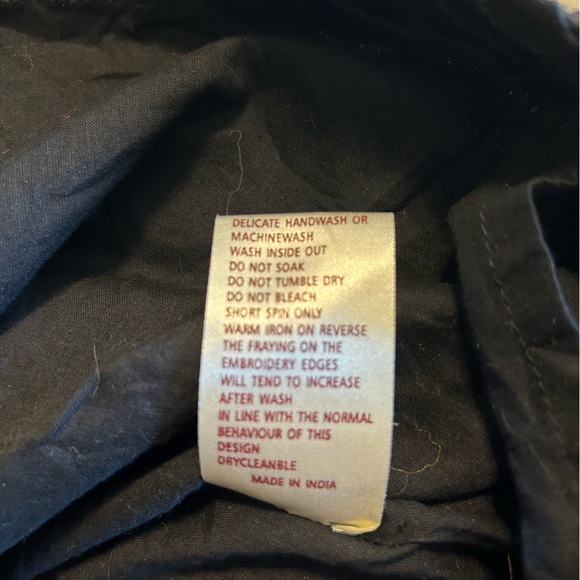 DELICATE HANDWASH OR
MACHINEWASH
WASH INSIDE OUT
DO NOT SOAK
DO NOT TUMBLE DRY
DO NOT BLEACH
SHORT SPIN ONLY
WARM IRON ON REVERSE
THE FRAYING ON THE
EMBROIDERY EDGES
WILL TEND TO INCREASE
AFTER WASH
IN LINE WITH THE NORMAL
BEHAVIOUR OF THIS
DESIGN
DRYCLEANBLE
MADE IN INDIA